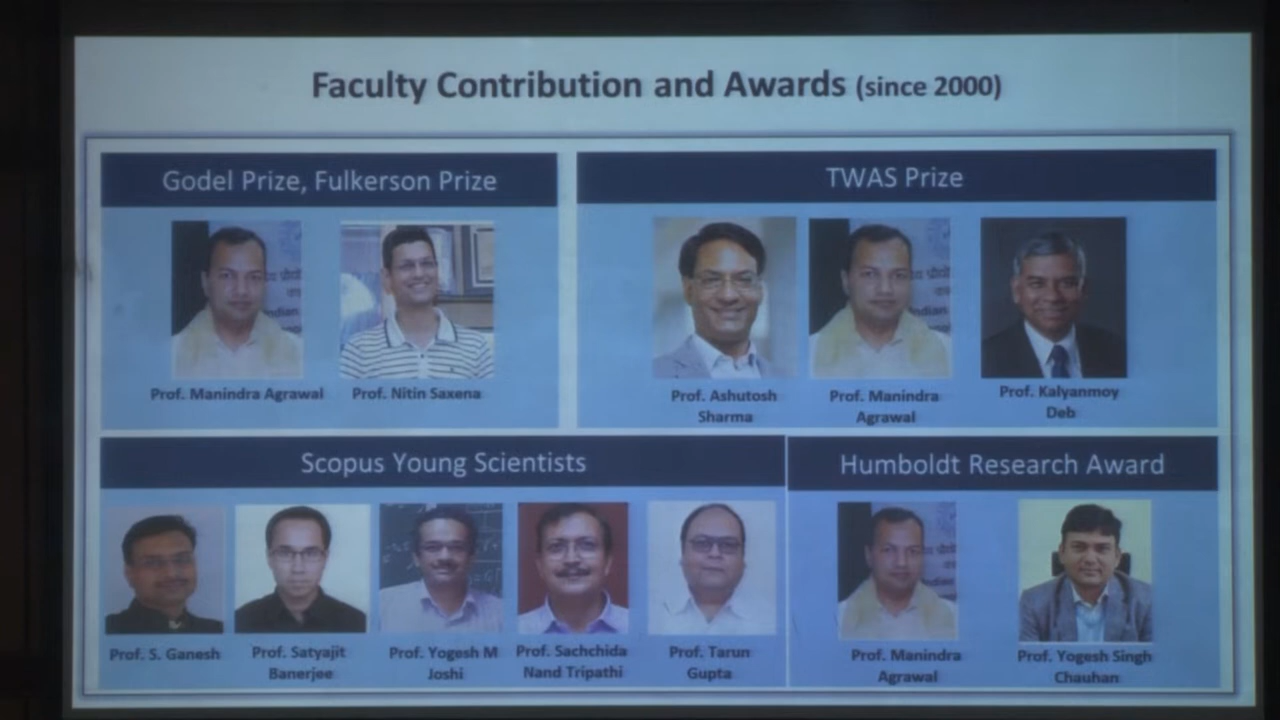 Faculty Contribution and Awards (since 2000)
Godel Prize, Fulkerson Prize
Prof. Manindra Agrawal
Prof. Nitin Saxena
TWAS Prize
Prof. Ashutosh
Sharma
Prof. Manindra
Agrawal
Prof. Kalyanmoy
Deb
Scopus Young Scientists
Prof. S. Ganesh
Prof. Satyajit
Banerjee
Prof. Yogesh M
Joshi
Prof. Sachchida
Nand Tripathi
Prof. Tarun
Gupta
Humboldt Research Award
Prof. Manindra
Agrawal
Prof. Yogesh Singh
Chauhan